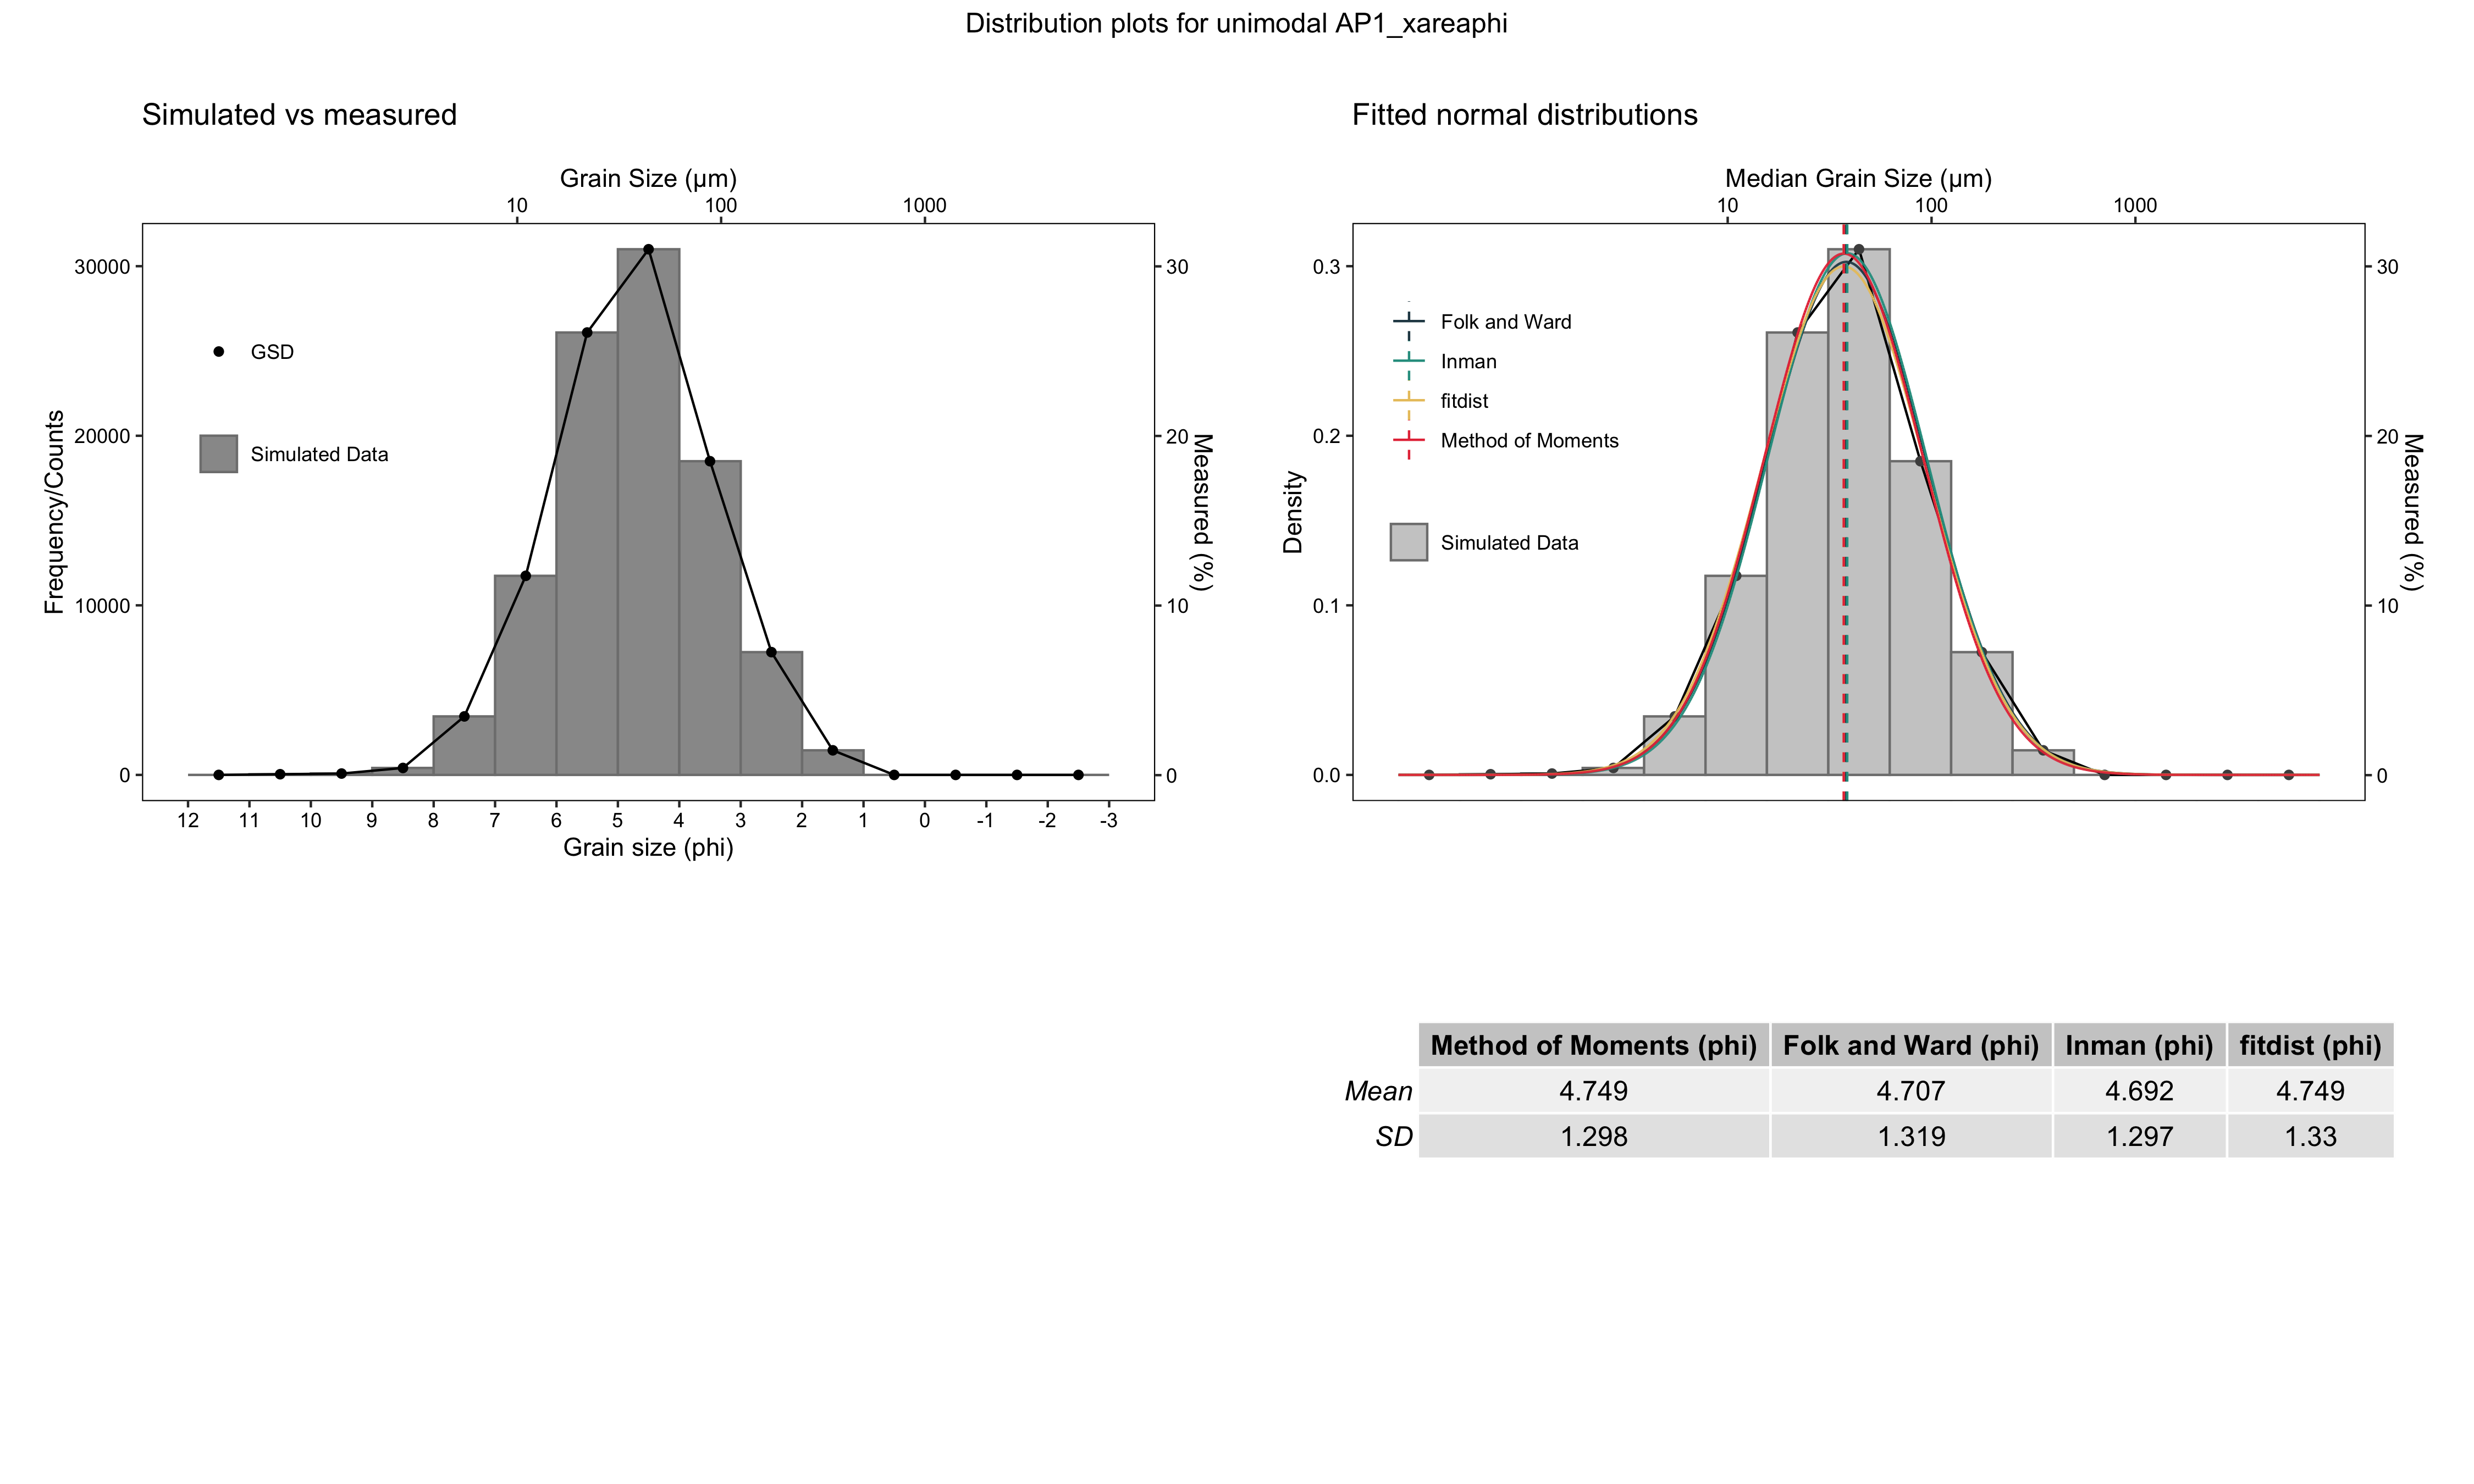 Distribution plots for unimodal AP1_xareaphi
Simulated vs measured
Grain Size (µm)
10 100 1000
30000
20000
10000
0
Frequency/Counts
GSD
Simulated Data
30
20
10
0
Measured (%)
12 11 10 9 8 7 6 5 4 3 2 1 0 -1 -2 -3
Grain size (phi)
Fitted normal distributions
Median Grain Size (µm)
10 100 1000
0.3
0.2
0.1
0.0
Density
Folk and Ward
Inman
fitdist
Method of Moments
Simulated Data
30
20
10
0
Measured (%)
Method of Moments (phi) Folk and Ward (phi) Inman (phi) fitdist (phi)
Mean 4.749 4.707 4.692 4.749
SD 1.298 1.319 1.297 1.33